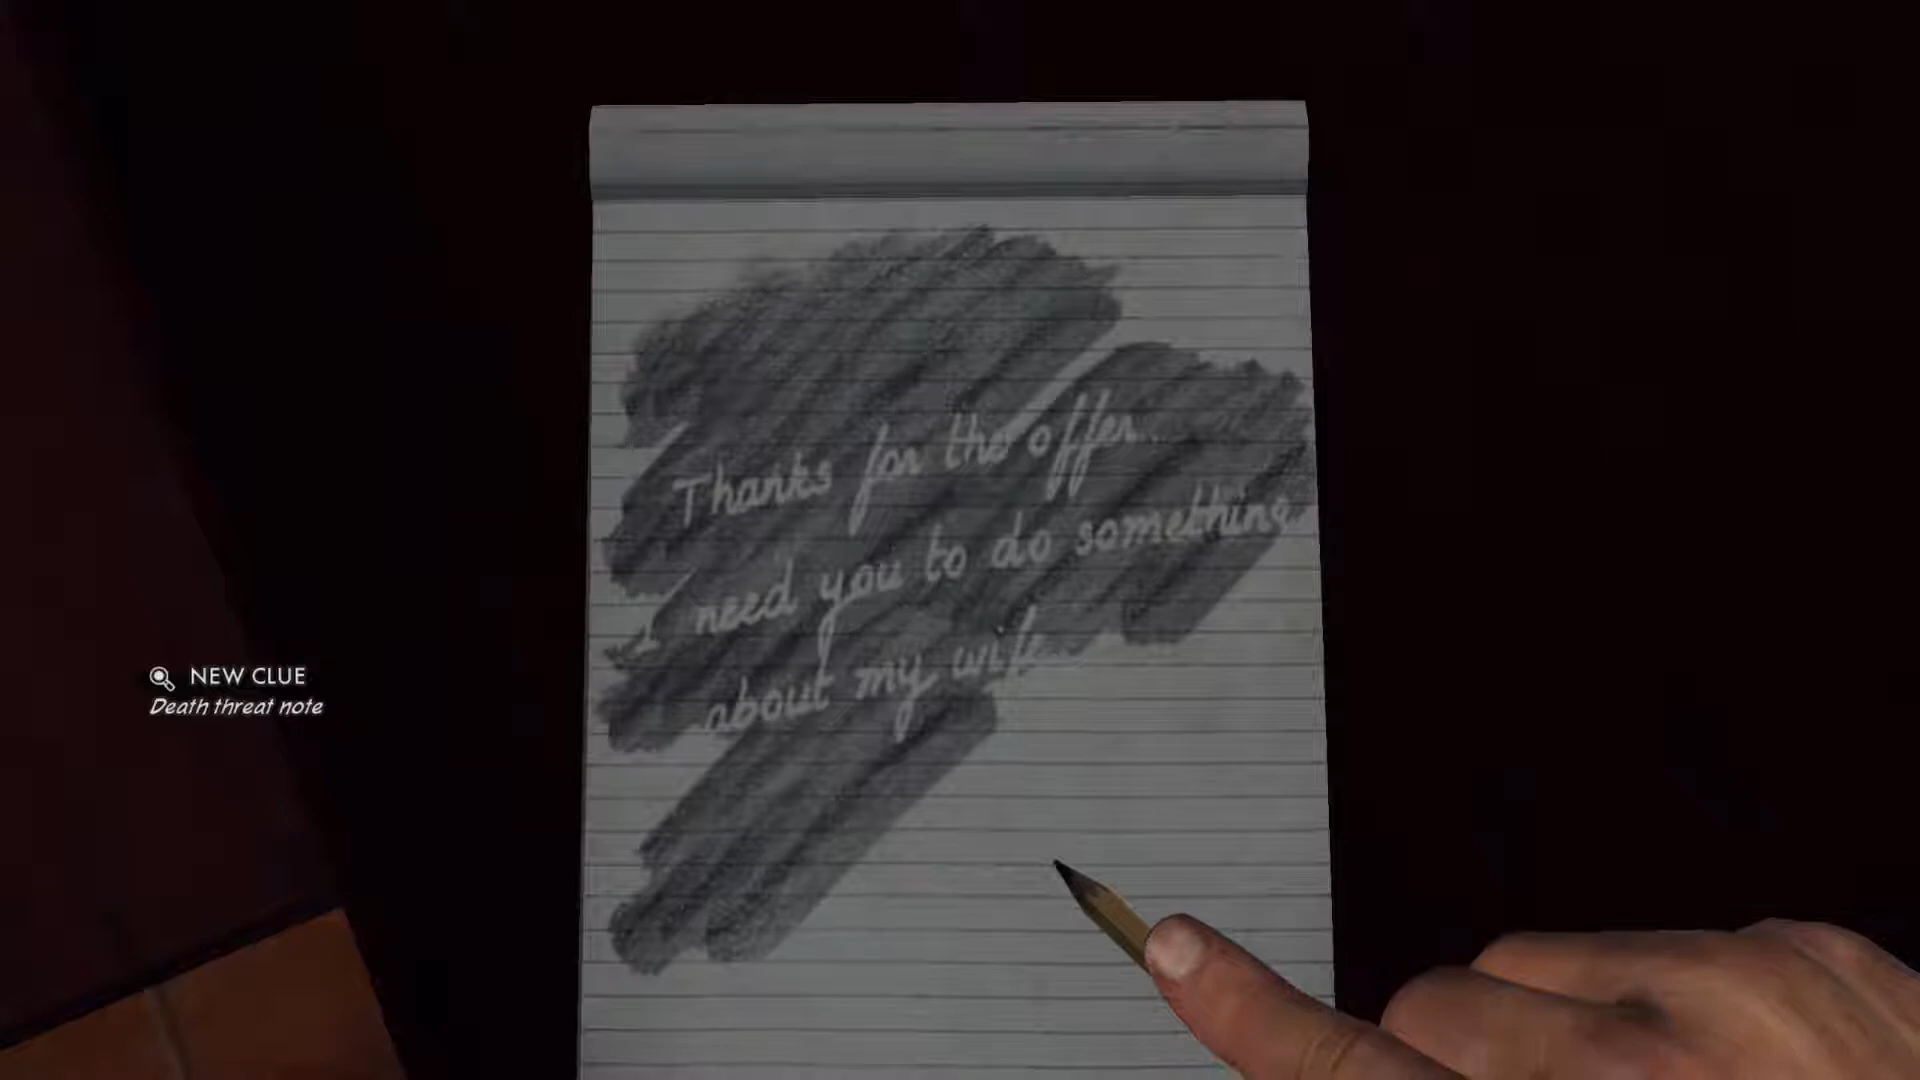 Thanks for the offer...
I need you to do something
about my wife
NEW CLUE
Death threat note